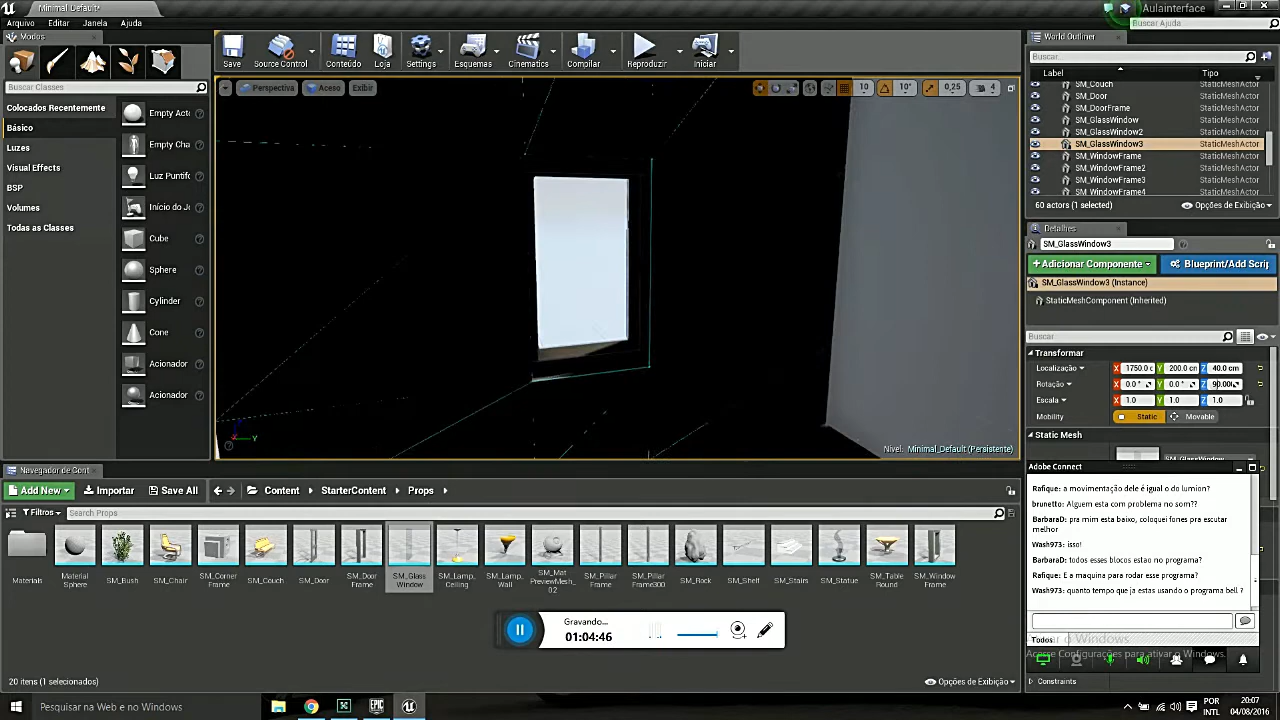 Minimal_Default*
Aulainterface
Arquivo Editar Janela Ajuda
Buscar Ajuda
Modos
World Outliner
Save Source Control Conteúdo Loja Settings Esquemas Cinematics Compilar Reproduzir Iniciar
Buscar
Label Tipo
Buscar Classes
Perspectiva Aceso Exibir 10 10° 0,25 4
SM_Couch StaticMeshActor
SM_Door StaticMeshActor
SM_DoorFrame StaticMeshActor
SM_GlassWindow StaticMeshActor
SM_GlassWindow2 StaticMeshActor
SM_GlassWindow3 StaticMeshActor
SM_WindowFrame StaticMeshActor
SM_WindowFrame2 StaticMeshActor
SM_WindowFrame3 StaticMeshActor
SM_WindowFrame4 StaticMeshActor
60 actors (1 selected) Opções de Exibição
Colocados Recentemente
Básico
Luzes
Visual Effects
BSP
Volumes
Todas as Classes
Empty Acto
Empty Cha
Luz Puntifo
Início do Jo
Cube
Sphere
Cylinder
Cone
Acionador
Acionador
Detalhes
SM_GlassWindow3
+Adicionar Componente Blueprint/Add Scrip
SM_GlassWindow3 (Instance)
StaticMeshComponent (Inherited)
Buscar
Transformar
Localização X 1750.0 c Y 200.0 cm Z 40.0 cm
Rotação X 0.0 ° Y 0.0 ° Z 90.00
Escala X 1.0 Y 1.0 Z 1.0
Mobility Static Movable
Static Mesh
SM_GlassWindow
Y
Nível: Minimal_Default (Persistente)
Navegador de Cont
Add New Importar Save All Content StarterContent Props
Filtros Search Props
Materials
Material Sphere
SM_Bush
SM_Chair
SM_Corner Frame
SM_Couch
SM_Door
SM_Door Frame
SM_Glass Window
SM_Lamp_ Ceiling
SM_Lamp_ Wall
SM_Mat PreviewMesh_ 02
SM_Pillar Frame
SM_Pillar Frame300
SM_Rock
SM_Shelf
SM_Stairs
SM_Statue
SM_Table Round
SM_Window Frame
20 itens (1 selecionados) Opções de Exibição
Gravando...
01:04:46
Adobe Connect
Rafique: a movimentação dele é igual o do lumion?
brunetto: Alguem esta com problema no som??
BarbaraD: pra mim esta baixo, coloquei fones pra escutar
melhor
Wash973: isso!
BarbaraD: todos esses blocos estao no programa?
Rafique: E a maquina para rodar esse programa?
Wash973: quanto tempo que ja estas usando o programa bell ?
Todos
o Windows
Acesse Configurações para ativar o Windows.
Constraints
Pesquisar na Web e no Windows
EPIC
POR
INTL
20:07
04/08/2016